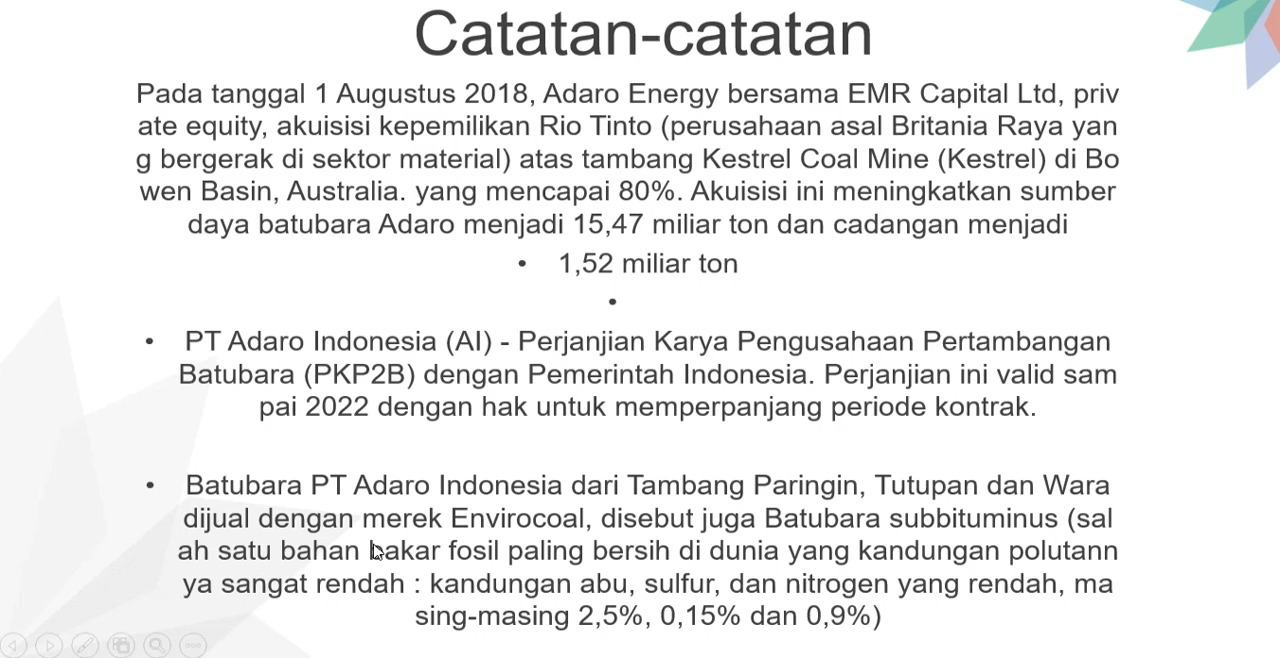 Catatan-catatan
Pada tanggal 1 Augustus 2018, Adaro Energy bersama EMR Capital Ltd, priv
ate equity, akuisisi kepemilikan Rio Tinto (perusahaan asal Britania Raya yan
g bergerak di sektor material) atas tambang Kestrel Coal Mine (Kestrel) di Bo
wen Basin, Australia. yang mencapai 80%. Akuisisi ini meningkatkan sumber
daya batubara Adaro menjadi 15,47 miliar ton dan cadangan menjadi
• 1,52 miliar ton
•
• PT Adaro Indonesia (AI) - Perjanjian Karya Pengusahaan Pertambangan
Batubara (PKP2B) dengan Pemerintah Indonesia. Perjanjian ini valid sam
pai 2022 dengan hak untuk memperpanjang periode kontrak.
• Batubara PT Adaro Indonesia dari Tambang Paringin, Tutupan dan Wara
dijual dengan merek Envirocoal, disebut juga Batubara subbituminus (sal
ah satu bahan bakar fosil paling bersih di dunia yang kandungan polutann
ya sangat rendah : kandungan abu, sulfur, dan nitrogen yang rendah, ma
sing-masing 2,5%, 0,15% dan 0,9%)